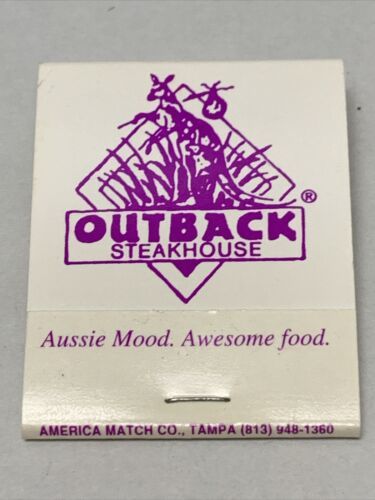 OUTBACK
STEAKHOUSE
®
Aussie Mood. Awesome food.
AMERICA MATCH CO., TAMPA (813) 948-1360